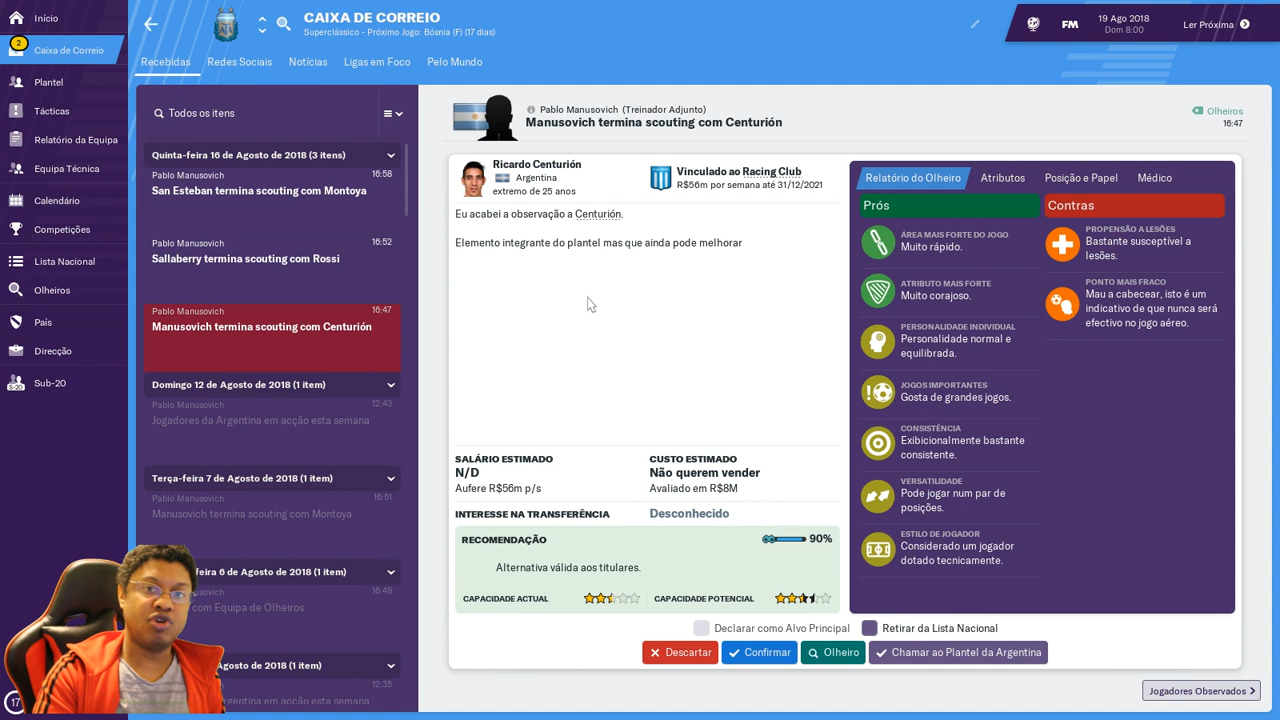 Início
2
Caixa de Correio
Plantel
Tácticas
Relatório da Equipa
Equipa Técnica
Calendário
Competições
Lista Nacional
Olheiros
País
Direcção
S-20
Sub-20
17
CAIXA DE CORREIO
Superclássico - Próximo Jogo: Bósnia (F) (17 dias)
FM
19 Ago 2018
Dom 8:00
Ler Próxima
Recebidas
Redes Sociais
Notícias
Ligas em Foco
Pelo Mundo
Todos os itens
Quinta-feira 16 de Agosto de 2018 (3 itens)
Pablo Manusovich 16:58
San Esteban termina scouting com Montoya
Pablo Manusovich 16:52
Sallaberry termina scouting com Rossi
Pablo Manusovich 16:47
Manusovich termina scouting com Centurión
Domingo 12 de Agosto de 2018 (1 item)
Pablo Manusovich 12:43
Jogadores da Argentina em acção esta semana
Terça-feira 7 de Agosto de 2018 (1 item)
Pablo Manusovich 16:51
Manusovich termina scouting com Montoya
feira 6 de Agosto de 2018 (1 item)
Manusovich 16:48
com Equipa de Olheiros
gosto de 2018 (1 item)
12:35
rgentina em acção esta semana
Pablo Manusovich (Treinador Adjunto)
Manusovich termina scouting com Centurión
Olheiros
16:47
Ricardo Centurión
Argentina
extremo de 25 anos
Vinculado ao Racing Club
R$56m por semana até 31/12/2021
Eu acabei a observação a Centurión.
Elemento integrante do plantel mas que ainda pode melhorar
SALÁRIO ESTIMADO
N/D
Aufere R$56m p/s
CUSTO ESTIMADO
Não querem vender
Avaliado em R$8M
INTERESSE NA TRANSFERÊNCIA
Desconhecido
RECOMENDAÇÃO
90%
Alternativa válida aos titulares.
CAPACIDADE ACTUAL
CAPACIDADE POTENCIAL
Relatório do Olheiro
Atributos
Posição e Papel
Médico
Prós
ÁREA MAIS FORTE DO JOGO
Muito rápido.
ATRIBUTO MAIS FORTE
Muito corajoso.
PERSONALIDADE INDIVIDUAL
Personalidade normal e
equilibrada.
JOGOS IMPORTANTES
Gosta de grandes jogos.
CONSISTÊNCIA
Exibicionalmente bastante
consistente.
VERSATILIDADE
Pode jogar num par de
posições.
ESTILO DE JOGADOR
Considerado um jogador
dotado tecnicamente.
Contras
PROPENSÃO A LESÕES
Bastante susceptível a
lesões.
PONTO MAIS FRACO
Mau a cabecear, isto é um
indicativo de que nunca será
efectivo no jogo aéreo.
Declarar como Alvo Principal
Retirar da Lista Nacional
Descartar
Confirmar
Olheiro
Chamar ao Plantel da Argentina
Jogadores Observados